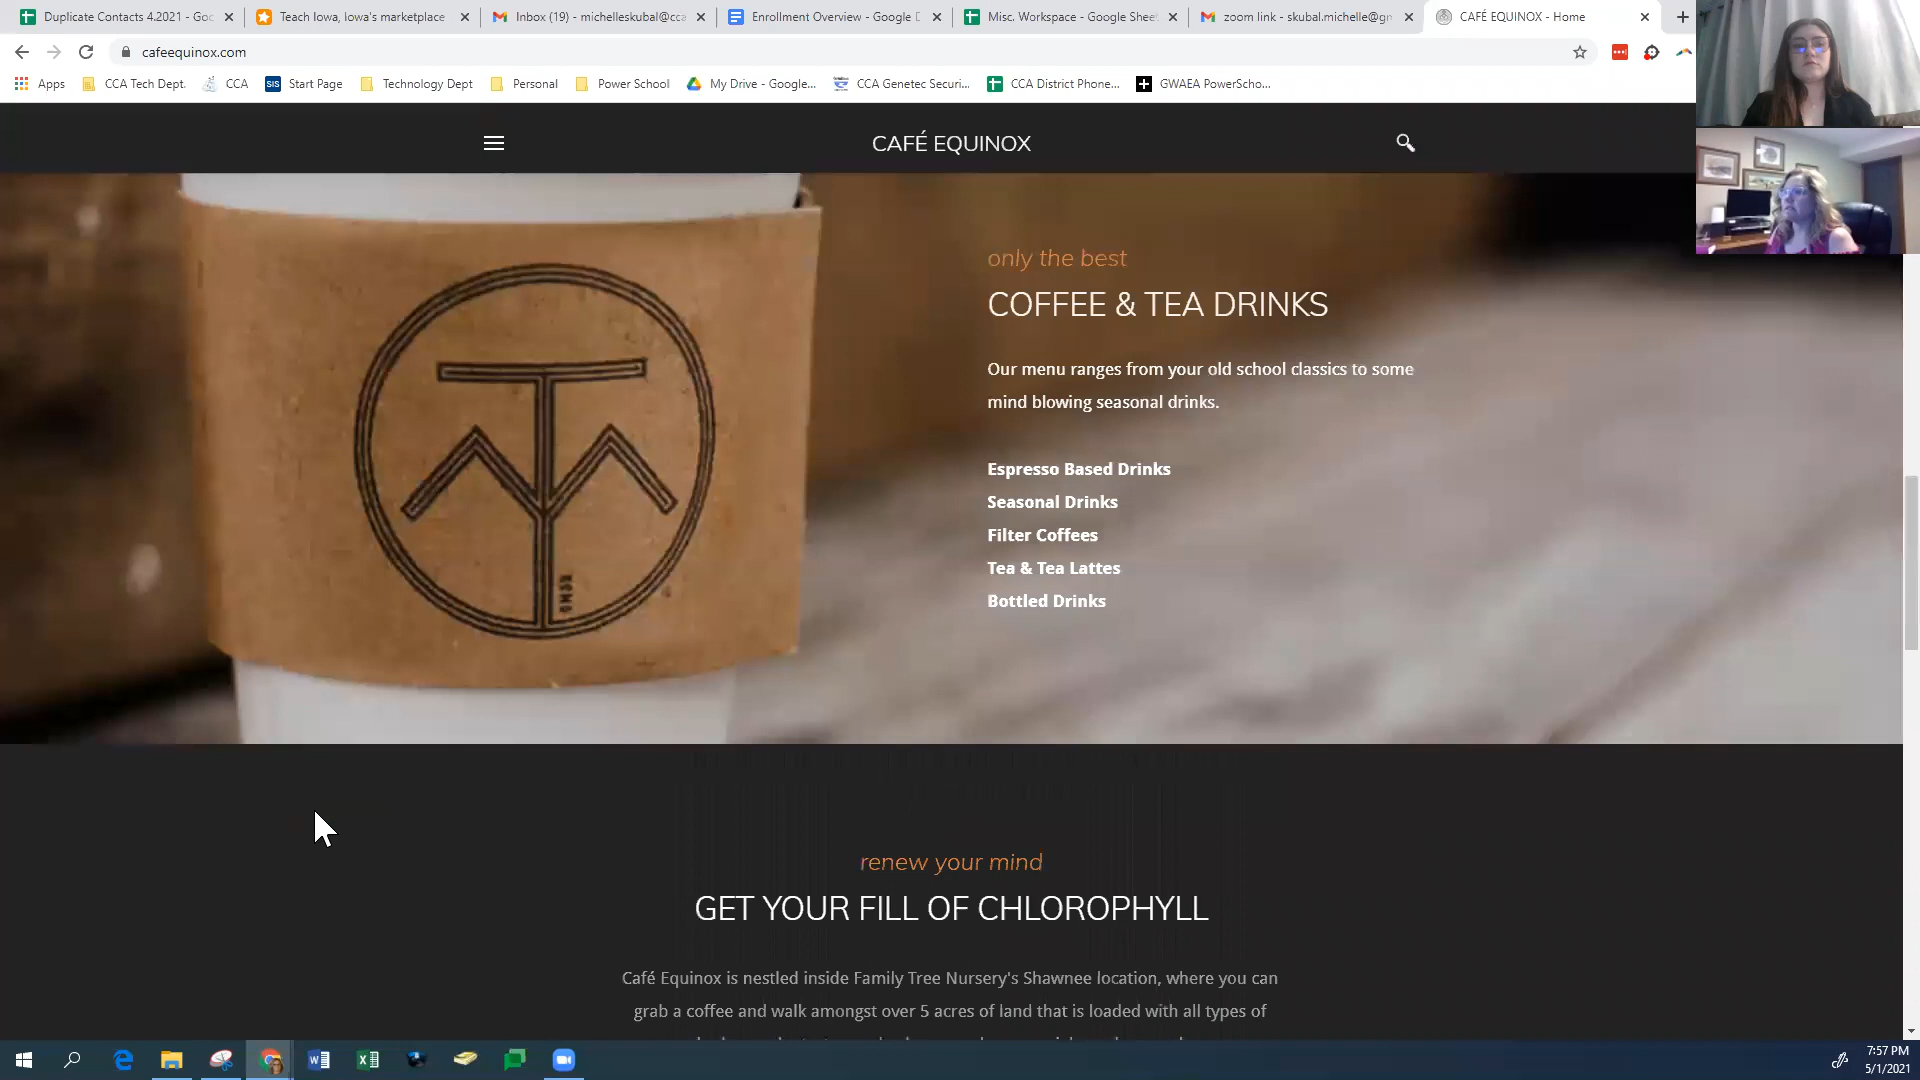 Duplicate Contacts 4.2021 - Goo
Teach Iowa, Iowa's marketplace
Inbox (19) - michelleskubal@cca
Enrollment Overview - Google D
Misc. Workspace - Google Sheet
zoom link - skubal.michelle@gm
CAFÉ EQUINOX - Home
cafeequinox.com
Apps
CCA Tech Dept.
CCA
SIS
Start Page
Technology Dept
Personal
Power School
My Drive - Google...
CCA Genetec Securi...
CCA District Phone...
GWAEA PowerScho...
CAFÉ EQUINOX
only the best
COFFEE & TEA DRINKS
Our menu ranges from your old school classics to some
mind blowing seasonal drinks.
Espresso Based Drinks
Seasonal Drinks
Filter Coffees
Tea & Tea Lattes
Bottled Drinks
renew your mind
GET YOUR FILL OF CHLOROPHYLL
Café Equinox is nestled inside Family Tree Nursery's Shawnee location, where you can
grab a coffee and walk amongst over 5 acres of land that is loaded with all types of
7:57 PM
5/1/2021